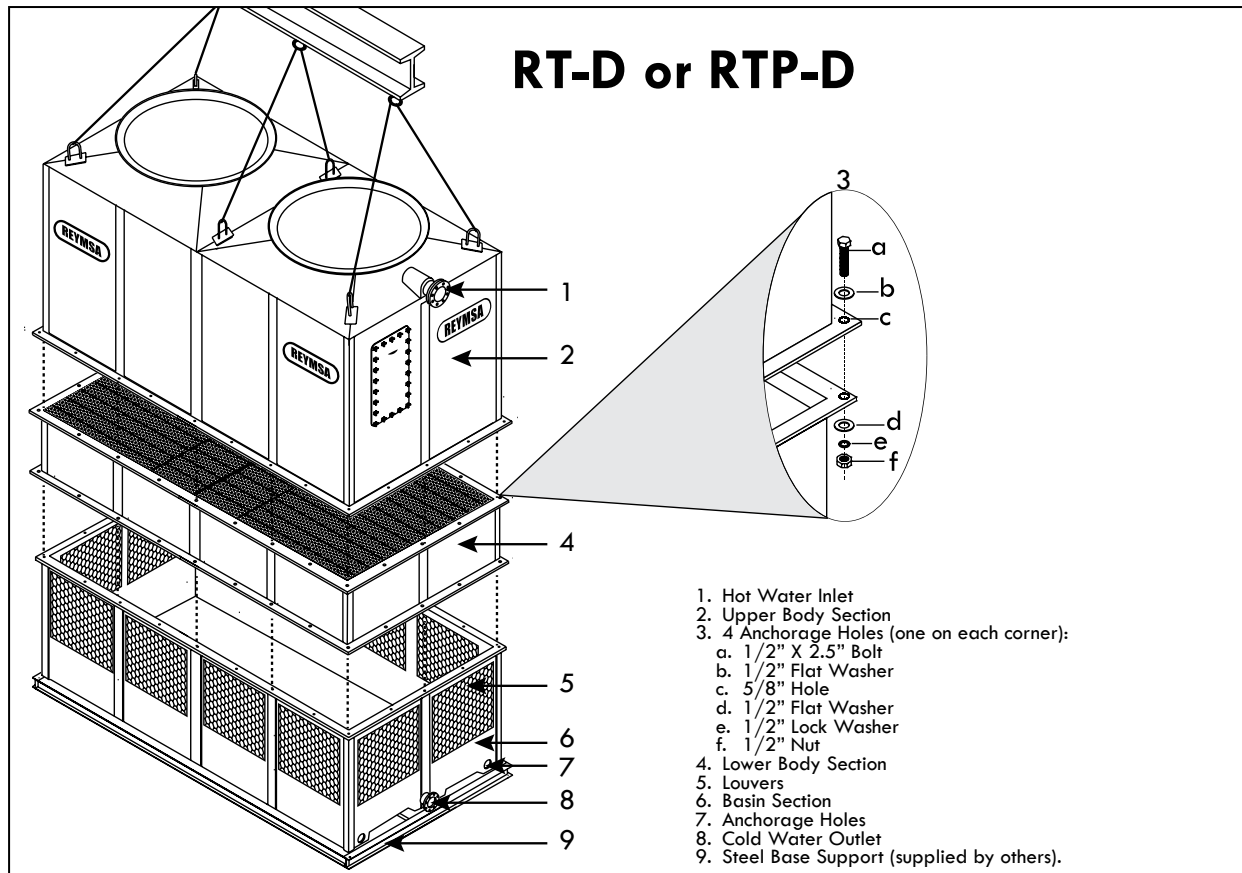 RT-D or RTP-D
REYMSA
REYMSA
REYMSA
1
2
4
5
6
7
8
9
3
a
b
c
d
e
f
1. Hot Water Inlet
2. Upper Body Section
3. 4 Anchorage Holes (one on each corner):
a. 1/2” X 2.5” Bolt
b. 1/2” Flat Washer
c. 5/8” Hole
d. 1/2” Flat Washer
e. 1/2” Lock Washer
f. 1/2” Nut
4. Lower Body Section
5. Louvers
6. Basin Section
7. Anchorage Holes
8. Cold Water Outlet
9. Steel Base Support (supplied by others).